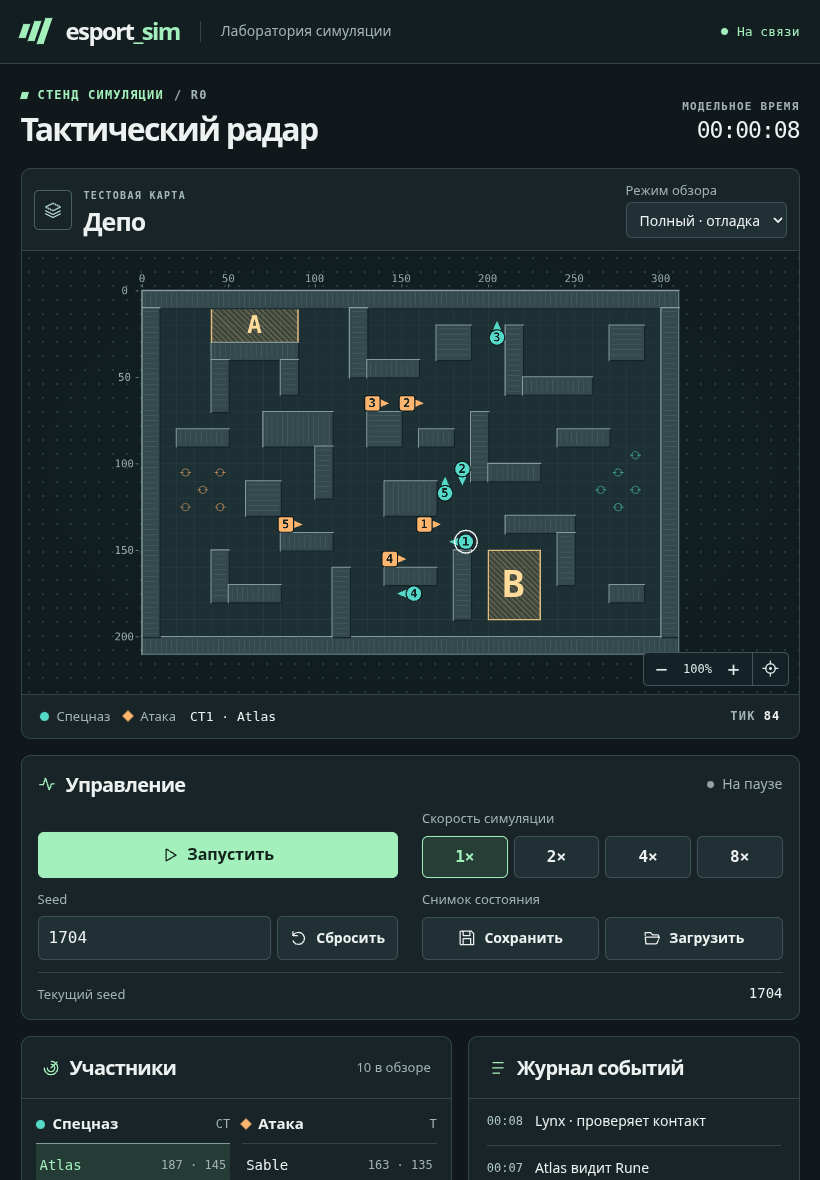 esport_sim
Лаборатория симуляции
На связи
СТЕНД СИМУЛЯЦИИ / R0
Тактический радар
МОДЕЛЬНОЕ ВРЕМЯ
00:00:08
ТЕСТОВАЯ КАРТА
Депо
Режим обзора
Полный · отладка
0 50 100 150 200 250 300
0
50
100
150
200
A
3
3 2
2
5
5 1
1
4
4
B
− 100% +
Спецназ Атака CT1 · Atlas
ТИК 84
Управление
На паузе
Запустить
Скорость симуляции
1× 2× 4× 8×
Seed
1704
Сбросить
Снимок состояния
Сохранить
Загрузить
Текущий seed
1704
Участники
10 в обзоре
Спецназ CT
Atlas 187 · 145
Атака T
Sable 163 · 135
Журнал событий
00:08 Lynx · проверяет контакт
00:07 Atlas видит Rune